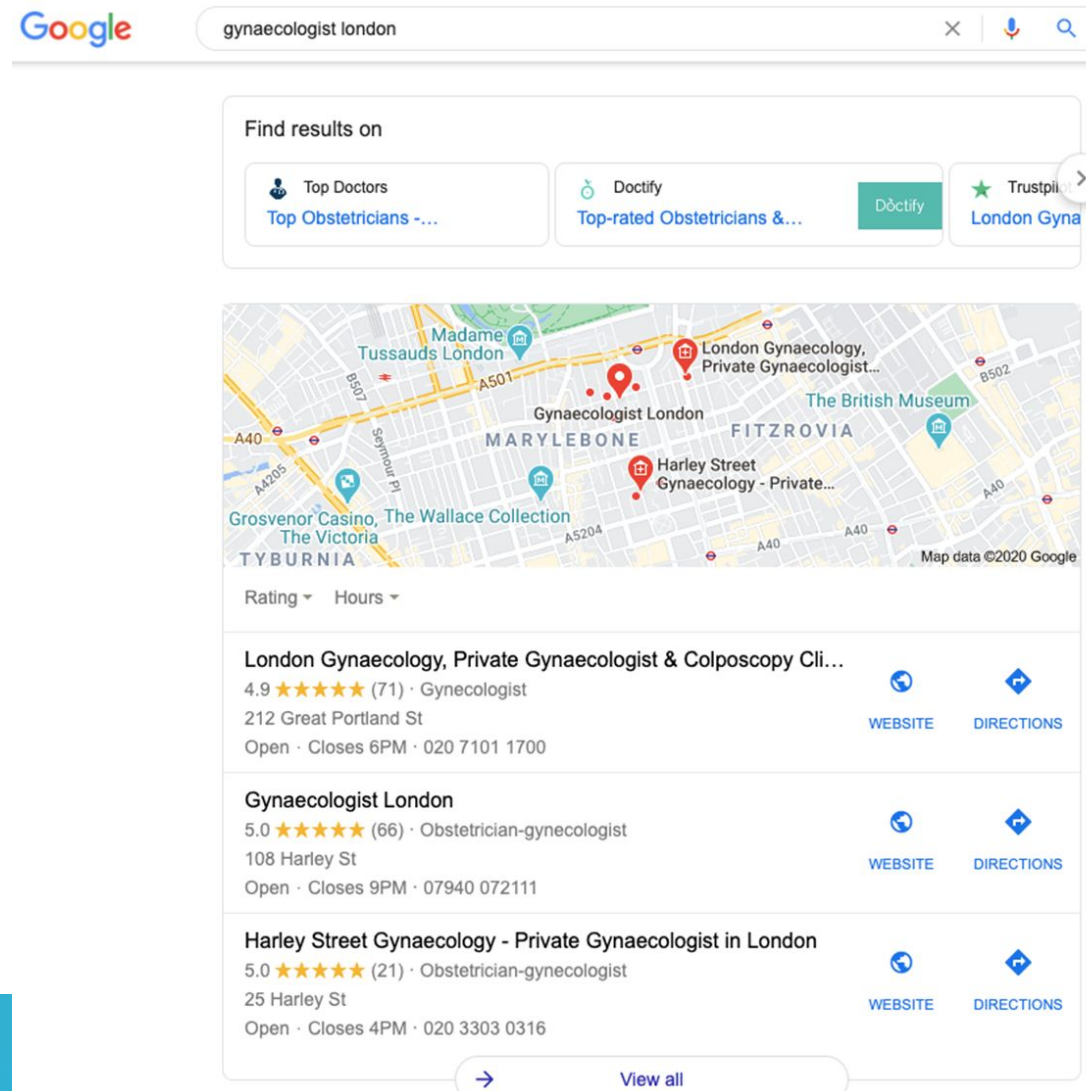 Google
gynaecologist london
Find results on
Top Doctors
Top Obstetricians -...
Doctify
Top-rated Obstetricians &...
Dòctify
Trustpilot
London Gyna
Madame
Tussauds London
London Gynaecology,
Private Gynaecologist...
B507
A501
B502
Gynaecologist London
The British Museum
A40
MARYLEBONE
FITZROVIA
Seymour Pl
A4205
Harley Street
Gynaecology - Private...
A40
Grosvenor Casino,
The Victoria
The Wallace Collection
A5204
A40
A40
TYBURNIA
Map data ©2020 Google
Rating Hours
London Gynaecology, Private Gynaecologist & Colposcopy Cli...
4.9 ★★★★★ (71) · Gynecologist
212 Great Portland St
Open · Closes 6PM · 020 7101 1700
WEBSITE DIRECTIONS
Gynaecologist London
5.0 ★★★★★ (66) · Obstetrician-gynecologist
108 Harley St
Open · Closes 9PM · 07940 072111
WEBSITE DIRECTIONS
Harley Street Gynaecology - Private Gynaecologist in London
5.0 ★★★★★ (21) · Obstetrician-gynecologist
25 Harley St
Open · Closes 4PM · 020 3303 0316
WEBSITE DIRECTIONS
View all